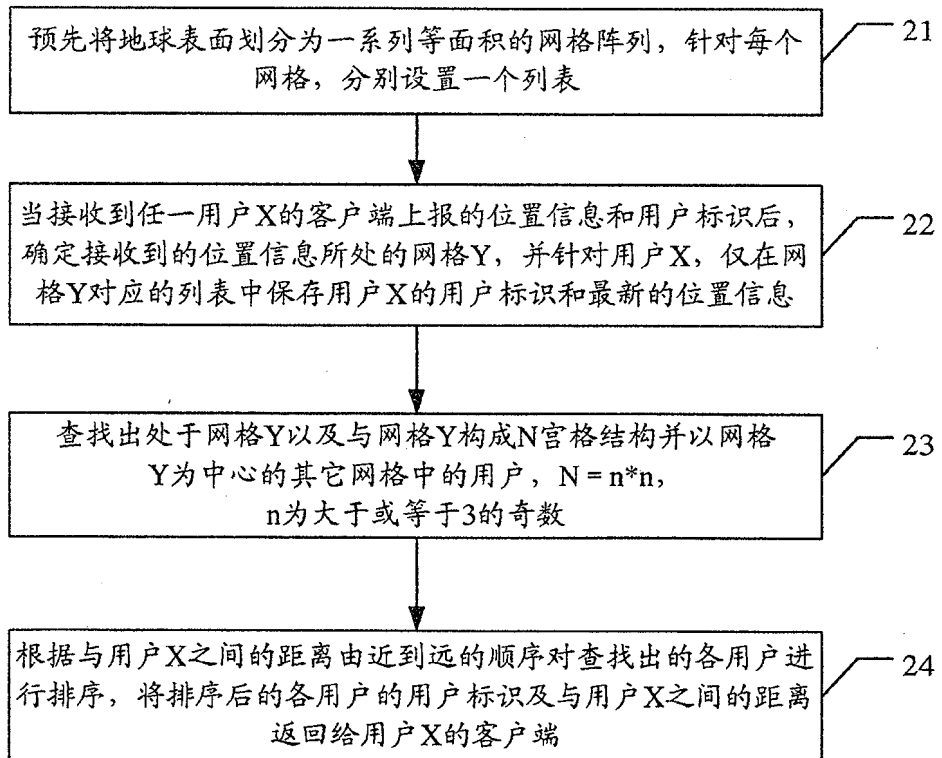 预先将地球表面划分为一系列等面积的网格阵列，针对每个
网格，分别设置一个列表
21
当接收到任一用户X的客户端上报的位置信息和用户标识后，
确定接收到的位置信息所处的网格Y，并针对用户X，仅在网
格Y对应的列表中保存用户X的用户标识和最新的位置信息
22
查找出处于网格Y以及与网格Y构成N宫格结构并以网格
Y为中心的其它网格中的用户，N = n*n，
n为大于或等于3的奇数
23
根据与用户X之间的距离由近到远的顺序对查找出的各用户进
行排序，将排序后的各用户的用户标识及与用户X之间的距离
返回给用户X的客户端
24